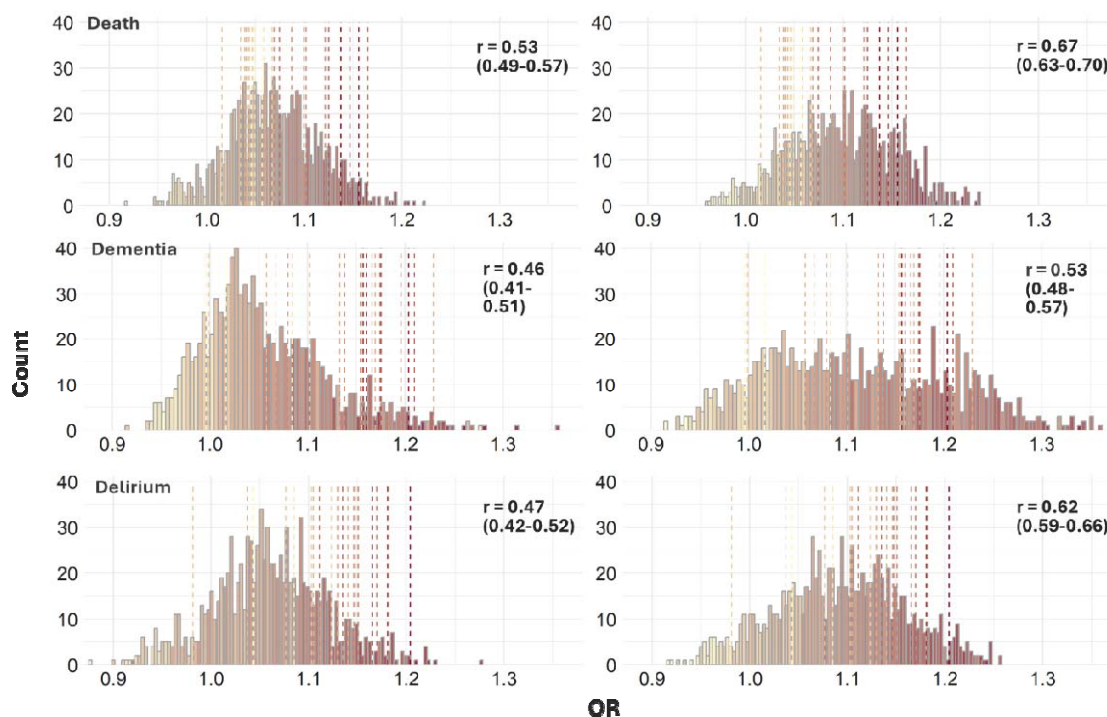 Death
40
30
20
10
0
r = 0.53
(0.49-0.57)
0.9 1.0 1.1 1.2 1.3
40
30
20
10
0
r = 0.67
(0.63-0.70)
0.9 1.0 1.1 1.2 1.3
Dementia
40
30
20
10
0
r = 0.46
(0.41-
0.51)
0.9 1.0 1.1 1.2 1.3
40
30
20
10
0
r = 0.53
(0.48-
0.57)
0.9 1.0 1.1 1.2 1.3
Count
Delirium
40
30
20
10
0
r = 0.47
(0.42-0.52)
0.9 1.0 1.1 1.2 1.3
40
30
20
10
0
r = 0.62
(0.59-0.66)
0.9 1.0 1.1 1.2 1.3
OR